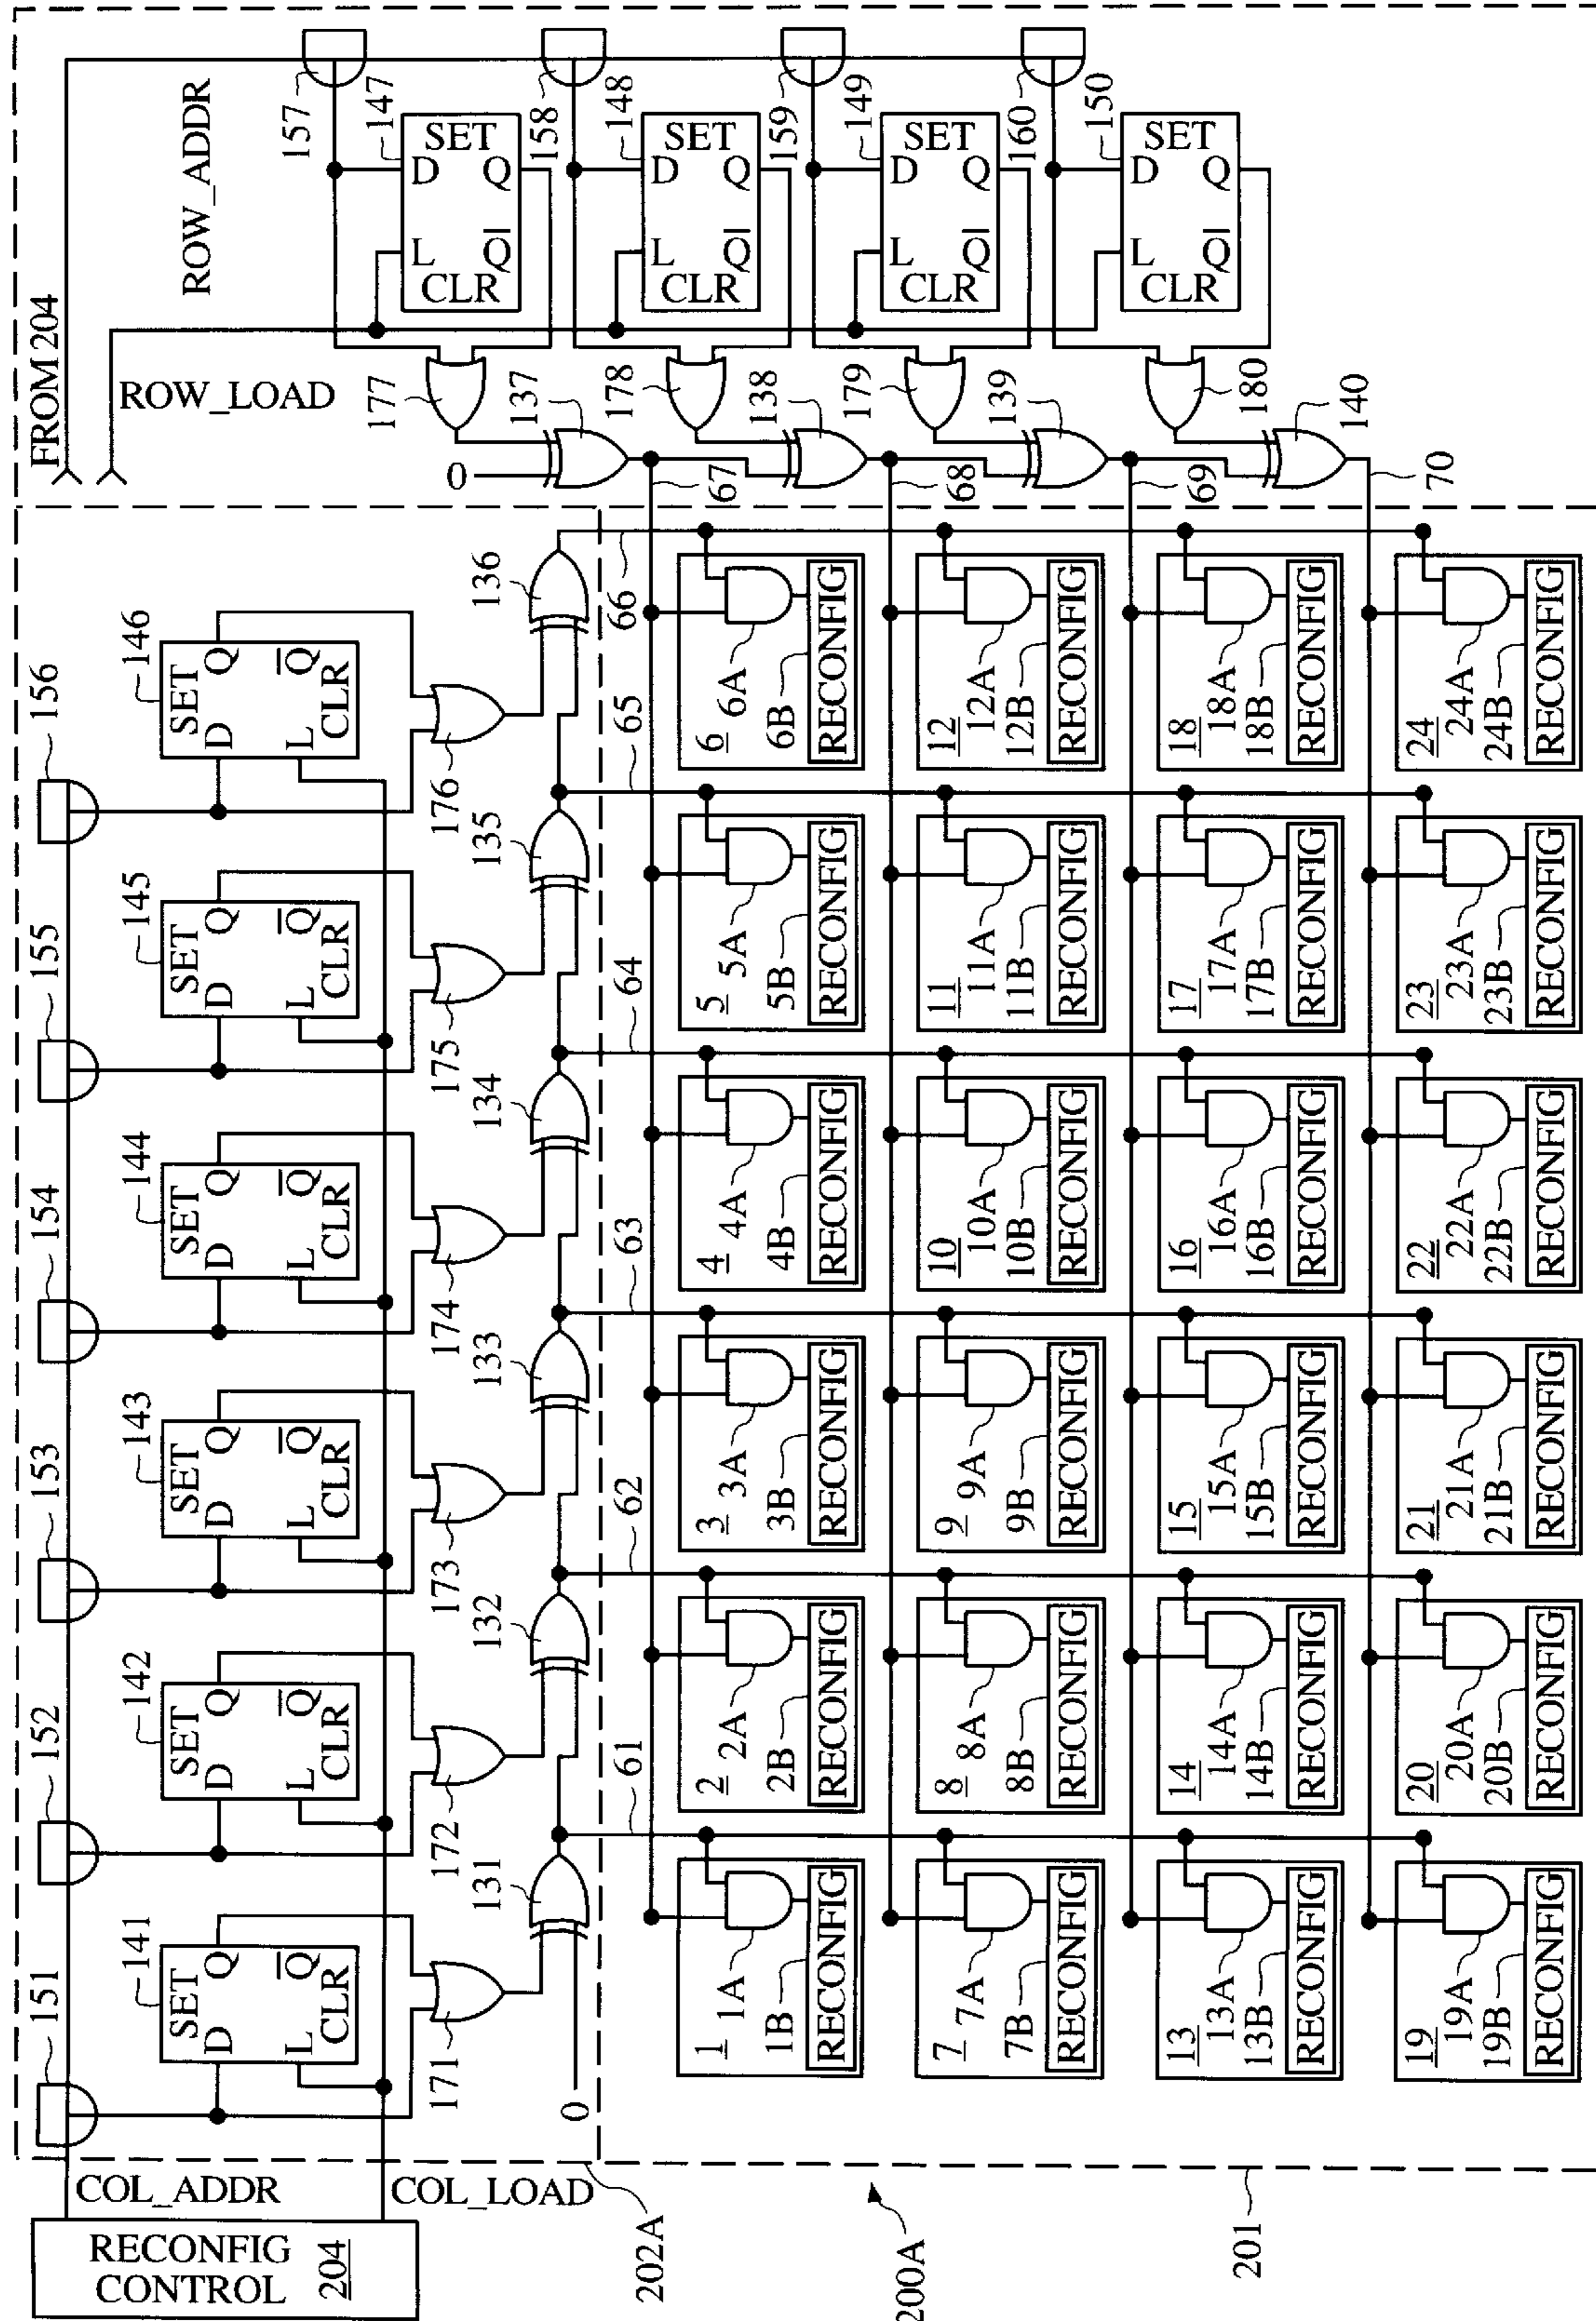 RECONFIG
CONTROL
204
COL_ADDR
COL_LOAD
202A
200A
201
151 152 153 154 155 156
FROM 204
ROW_ADDR
ROW_LOAD
141 142 143 144 145 146
SET SET SET SET SET SET
D Q D Q D Q D Q D Q D Q
L Q L Q L Q L Q L Q L Q
CLR CLR CLR CLR CLR CLR
171 172 173 174 175 176
131 132 133 134 135 136
0
61 62 63 64 65 66
157
147
L D
CLR SET
Q Q
177
0
137
67
158
148
L D
CLR SET
Q Q
178
138
68
159
149
L D
CLR SET
Q Q
179
139
69
160
150
L D
CLR SET
Q Q
180
140
70
1 2 3 4 5 6
1A 2A 3A 4A 5A 6A
1B 2B 3B 4B 5B 6B
RECONFIG RECONFIG RECONFIG RECONFIG RECONFIG RECONFIG
7 8 9 10 11 12
7A 8A 9A 10A 11A 12A
7B 8B 9B 10B 11B 12B
RECONFIG RECONFIG RECONFIG RECONFIG RECONFIG RECONFIG
13 14 15 16 17 18
13A 14A 15A 16A 17A 18A
13B 14B 15B 16B 17B 18B
RECONFIG RECONFIG RECONFIG RECONFIG RECONFIG RECONFIG
19 20 21 22 23 24
19A 20A 21A 22A 23A 24A
19B 20B 21B 22B 23B 24B
RECONFIG RECONFIG RECONFIG RECONFIG RECONFIG RECONFIG